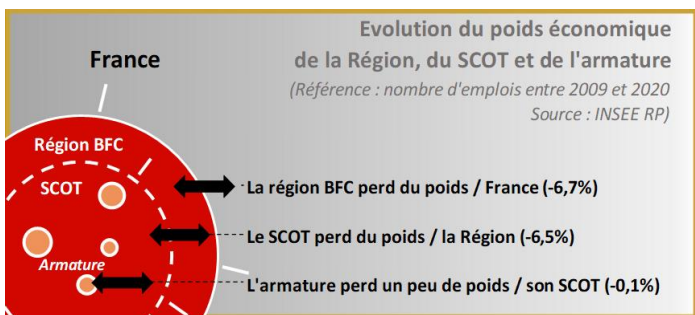 Evolution du poids économique
de la Région, du SCOT et de l'armature
(Référence : nombre d'emplois entre 2009 et 2020
Source : INSEE RP)
France
Région BFC
SCOT
Armature
La région BFC perd du poids / France (-6,7%)
Le SCOT perd du poids / la Région (-6,5%)
L'armature perd un peu de poids / son SCOT (-0,1%)